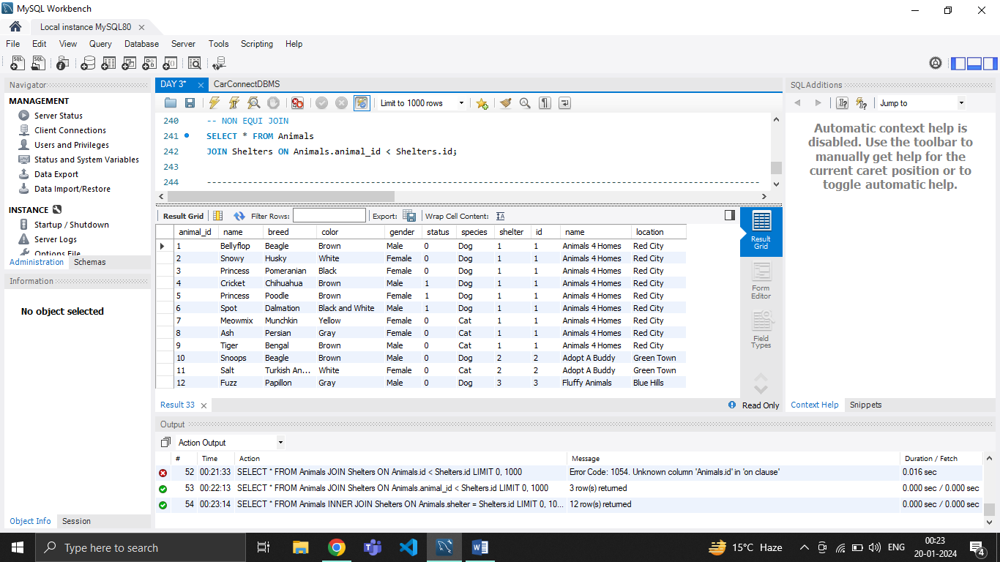 MySQL Workbench
Local instance MySQL80
File Edit View Query Database Server Tools Scripting Help
Navigator
MANAGEMENT
Server Status
Client Connections
Users and Privileges
Status and System Variables
Data Export
Data Import/Restore
INSTANCE
Startup / Shutdown
Server Logs
Options File
Administration Schemas
Information
No object selected
Object Info Session
DAY 3* CarConnectDBMS
Limit to 1000 rows
240 -- NON EQUI JOIN
241 SELECT * FROM Animals
242 JOIN Shelters ON Animals.animal_id < Shelters.id;
243
244 ------------------------------------------------------------------------------------------------------------
Result Grid Filter Rows: Export: Wrap Cell Content:
animal_id name breed color gender status species shelter id name location
1 Bellyflop Beagle Brown Male 0 Dog 1 1 Animals 4 Homes Red City
2 Snowy Husky White Female 0 Dog 1 1 Animals 4 Homes Red City
3 Princess Pomeranian Black Female 0 Dog 1 1 Animals 4 Homes Red City
4 Cricket Chihuahua Brown Male 1 Dog 1 1 Animals 4 Homes Red City
5 Princess Poodle Brown Female 1 Dog 1 1 Animals 4 Homes Red City
6 Spot Dalmation Black and White Male 1 Dog 1 1 Animals 4 Homes Red City
7 Meowmix Munchkin Yellow Female 0 Cat 1 1 Animals 4 Homes Red City
8 Ash Persian Gray Female 0 Cat 1 1 Animals 4 Homes Red City
9 Tiger Bengal Brown Male 0 Cat 1 1 Animals 4 Homes Red City
10 Snoops Beagle Brown Male 0 Dog 2 2 Adopt A Buddy Green Town
11 Salt Turkish An... White Female 0 Cat 2 2 Adopt A Buddy Green Town
12 Fuzz Papillon Gray Male 0 Dog 3 3 Fluffy Animals Blue Hills
Result Grid
Form Editor
Field Types
Result 33 Read Only
SQLAdditions
Jump to
Automatic context help is
disabled. Use the toolbar to
manually get help for the
current caret position or to
toggle automatic help.
Context Help Snippets
Output
Action Output
# Time Action Message Duration / Fetch
52 00:21:33 SELECT * FROM Animals JOIN Shelters ON Animals.id < Shelters.id LIMIT 0, 1000 Error Code: 1054. Unknown column 'Animals.id' in 'on clause' 0.016 sec
53 00:22:13 SELECT * FROM Animals JOIN Shelters ON Animals.animal_id < Shelters.id LIMIT 0, 1000 3 row(s) returned 0.000 sec / 0.000 sec
54 00:23:14 SELECT * FROM Animals INNER JOIN Shelters ON Animals.shelter = Shelters.id LIMIT 0, 10... 12 row(s) returned 0.000 sec / 0.000 sec
Type here to search
15°C Haze
ENG
00:23
20-01-2024
4